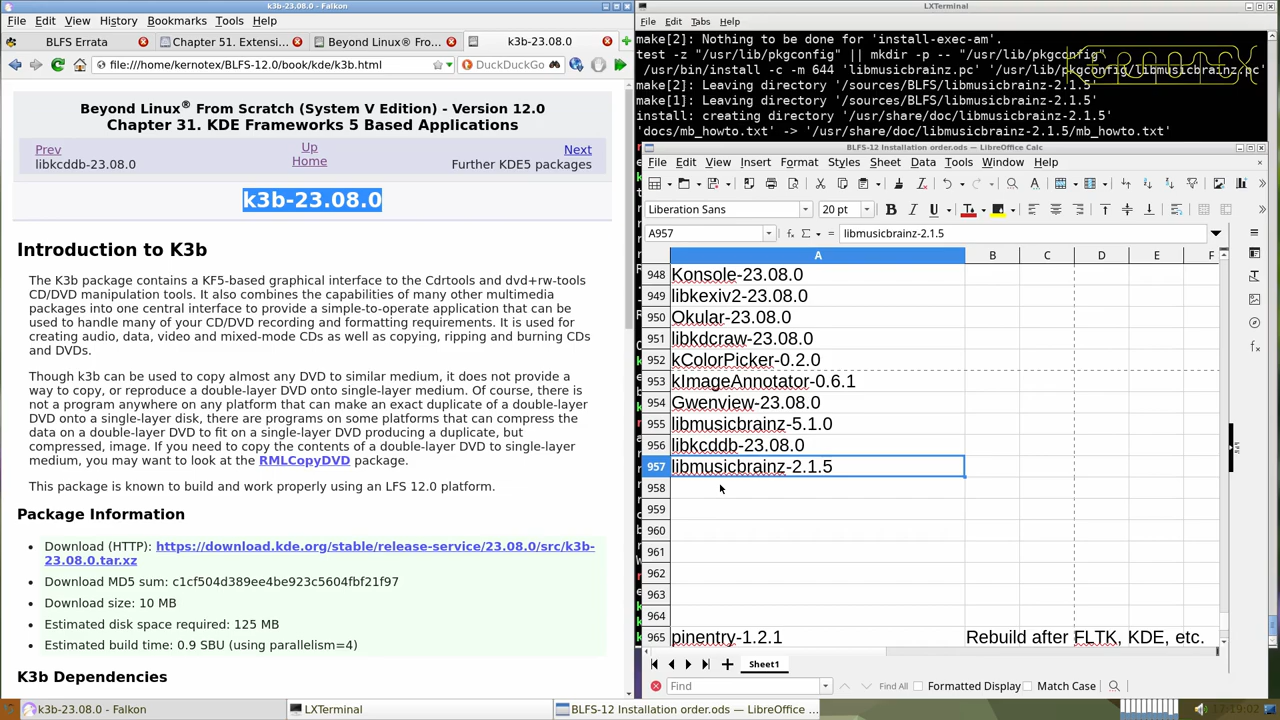 k3b-23.08.0 - Falkon
File Edit View History Bookmarks Tools Help
BLFS Errata
Chapter 51. Extensi...
Beyond Linux® Fro...
k3b-23.08.0
file:///home/kernotex/BLFS-12.0/book/kde/k3b.html
DuckDuckGo
Beyond Linux® From Scratch (System V Edition) - Version 12.0
Chapter 31. KDE Frameworks 5 Based Applications
Prev Up Next
libkcddb-23.08.0 Home Further KDE5 packages
k3b-23.08.0
Introduction to K3b
The K3b package contains a KF5-based graphical interface to the Cdrtools and dvd+rw-tools
CD/DVD manipulation tools. It also combines the capabilities of many other multimedia
packages into one central interface to provide a simple-to-operate application that can be
used to handle many of your CD/DVD recording and formatting requirements. It is used for
creating audio, data, video and mixed-mode CDs as well as copying, ripping and burning CDs
and DVDs.
Though k3b can be used to copy almost any DVD to similar medium, it does not provide a
way to copy, or reproduce a double-layer DVD onto single-layer medium. Of course, there is
not a program anywhere on any platform that can make an exact duplicate of a double-layer
DVD onto a single-layer disk, there are programs on some platforms that can compress the
data on a double-layer DVD to fit on a single-layer DVD producing a duplicate, but
compressed, image. If you need to copy the contents of a double-layer DVD to single-layer
medium, you may want to look at the RMLCopyDVD package.
This package is known to build and work properly using an LFS 12.0 platform.
Package Information
Download (HTTP): https://download.kde.org/stable/release-service/23.08.0/src/k3b-
23.08.0.tar.xz
Download MD5 sum: c1cf504d389ee4be923c5604fbf21f97
Download size: 10 MB
Estimated disk space required: 125 MB
Estimated build time: 0.9 SBU (using parallelism=4)
K3b Dependencies
LXTerminal
File Edit Tabs Help
make[2]: Nothing to be done for 'install-exec-am'.
test -z "/usr/lib/pkgconfig" || mkdir -p -- "/usr/lib/pkgconfig"
/usr/bin/install -c -m 644 'libmusicbrainz.pc' '/usr/lib/pkgconfig/libmusicbrainz.pc'
make[2]: Leaving directory '/sources/BLFS/libmusicbrainz-2.1.5'
make[1]: Leaving directory '/sources/BLFS/libmusicbrainz-2.1.5'
install: creating directory '/usr/share/doc/libmusicbrainz-2.1.5'
'docs/mb_howto.txt' -> '/usr/share/doc/libmusicbrainz-2.1.5/mb_howto.txt'
BLFS-12 Installation order.ods — LibreOffice Calc
File Edit View Insert Format Styles Sheet Data Tools Window Help
Liberation Sans 20 pt
A957 libmusicbrainz-2.1.5
A B C D E F
948 Konsole-23.08.0
949 libkexiv2-23.08.0
950 Okular-23.08.0
951 libkdcraw-23.08.0
952 kColorPicker-0.2.0
953 kImageAnnotator-0.6.1
954 Gwenview-23.08.0
955 libmusicbrainz-5.1.0
956 libkcddb-23.08.0
957 libmusicbrainz-2.1.5
958
959
960
961
962
963
964
965 pinentry-1.2.1 Rebuild after FLTK, KDE, etc.
Sheet1
Find Find All Formatted Display Match Case
k3b-23.08.0 - Falkon
LXTerminal
BLFS-12 Installation order.ods — LibreOffice ...
17:19:02